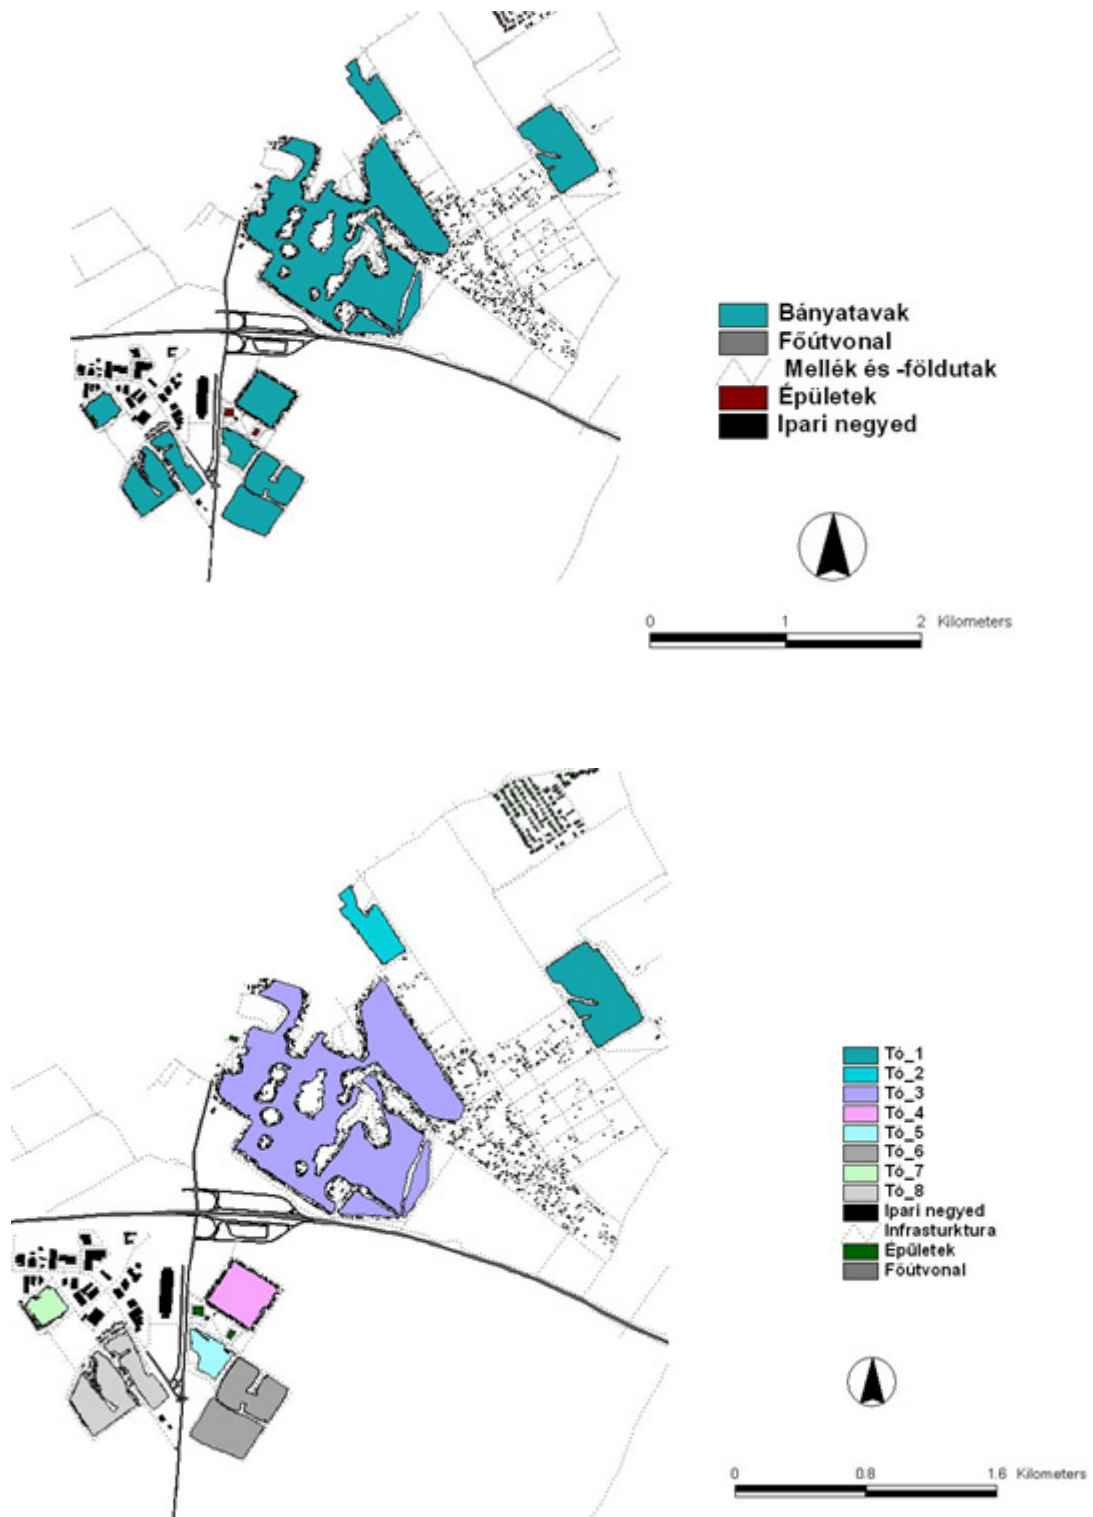 Bányatavak
Főútvonal
Mellék és -földutak
Épületek
Ipari negyed
0 1 2 Kilometers
Tó_1
Tó_2
Tó_3
Tó_4
Tó_5
Tó_6
Tó_7
Tó_8
Ipari negyed
Infrasturktura
Épületek
Főútvonal
0 0.8 1.6 Kilometers